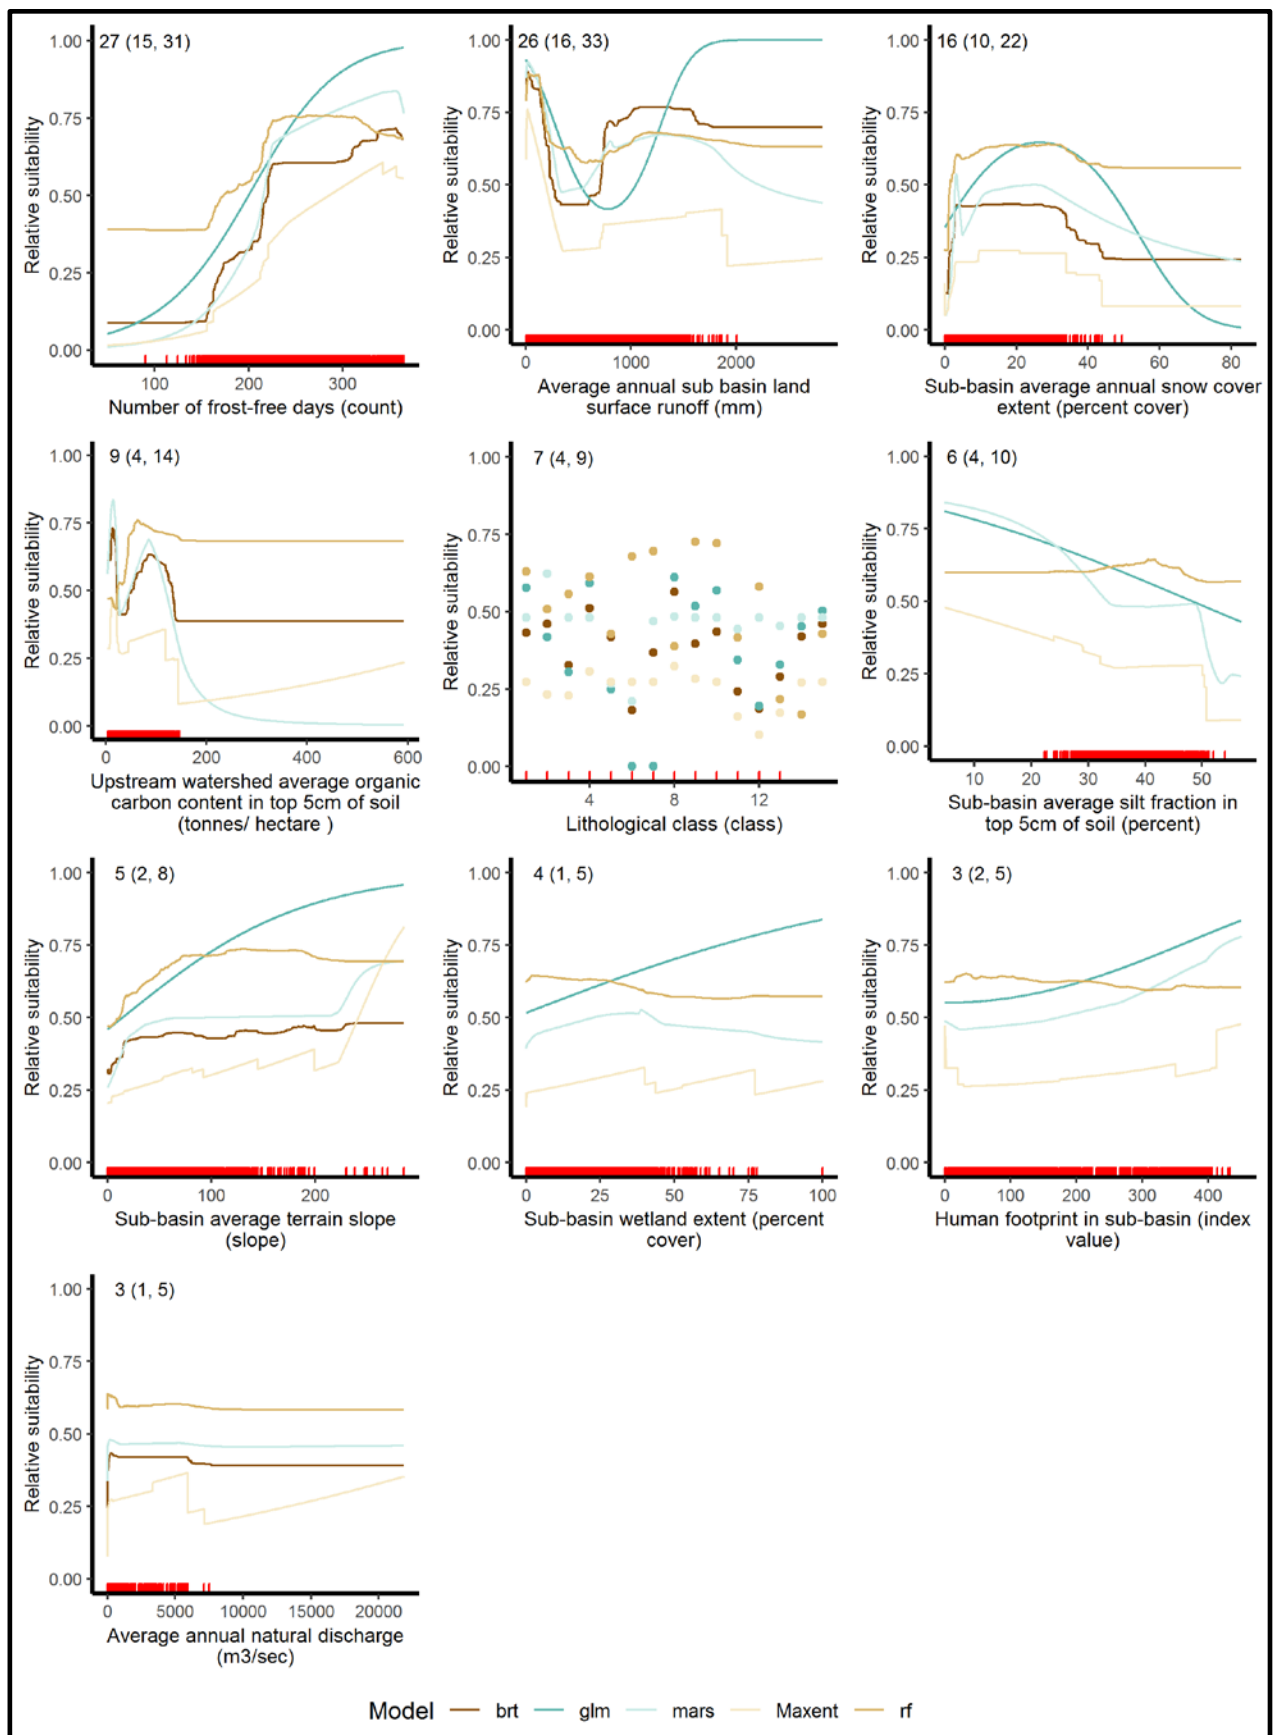 27 (15, 31)
1.00
0.75
0.50
0.25
0.00
Relative suitability
100 200 300
Number of frost-free days (count)
26 (16, 33)
1.00
0.75
0.50
0.25
0.00
Relative suitability
0 1000 2000
Average annual sub basin land
surface runoff (mm)
16 (10, 22)
1.00
0.75
0.50
0.25
0.00
Relative suitability
0 20 40 60 80
Sub-basin average annual snow cover
extent (percent cover)
9 (4, 14)
1.00
0.75
0.50
0.25
0.00
Relative suitability
0 200 400 600
Upstream watershed average organic
carbon content in top 5cm of soil
(tonnes/ hectare )
7 (4, 9)
1.00
0.75
0.50
0.25
0.00
Relative suitability
4 8 12
Lithological class (class)
6 (4, 10)
1.00
0.75
0.50
0.25
0.00
Relative suitability
10 20 30 40 50
Sub-basin average silt fraction in
top 5cm of soil (percent)
5 (2, 8)
1.00
0.75
0.50
0.25
0.00
Relative suitability
0 100 200
Sub-basin average terrain slope
(slope)
4 (1, 5)
1.00
0.75
0.50
0.25
0.00
Relative suitability
0 25 50 75 100
Sub-basin wetland extent (percent
cover)
3 (2, 5)
1.00
0.75
0.50
0.25
0.00
Relative suitability
0 100 200 300 400
Human footprint in sub-basin (index
value)
3 (1, 5)
1.00
0.75
0.50
0.25
0.00
Relative suitability
0 5000 10000 15000 20000
Average annual natural discharge
(m3/sec)
Model brt glm mars Maxent rf